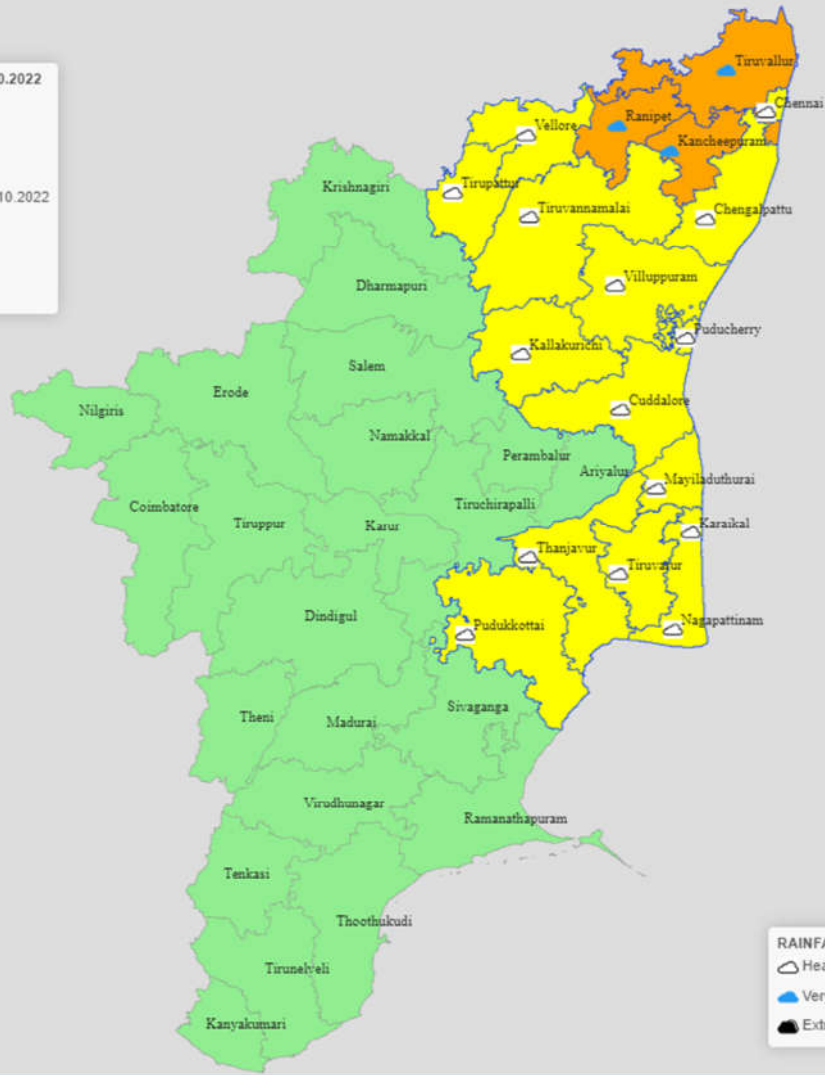 0.2022
10.2022
Tiruvallur
Chennai
Ranipet
Vellore
Kancheepuram
Krishnagiri
Tirupattur
Tiruvannamalai
Chengalpattu
Dharmapuri
Villuppuram
Puducherry
Kallakurichi
Salem
Erode
Nilgiris
Cuddalore
Namakkal
Perambalur
Ariyalur
Mayiladuthurai
Coimbatore
Tiruchirapalli
Tiruppur
Karur
Karaikal
Thanjavur
Tiruvarur
Dindigul
Pudukkottai
Nagapattinam
Sivaganga
Theni
Madurai
Virudhunagar
Ramanathapuram
Tenkasi
Thoothukudi
Tirunelveli
Kanyakumari
RAINFA
Hea
Ver
Extr